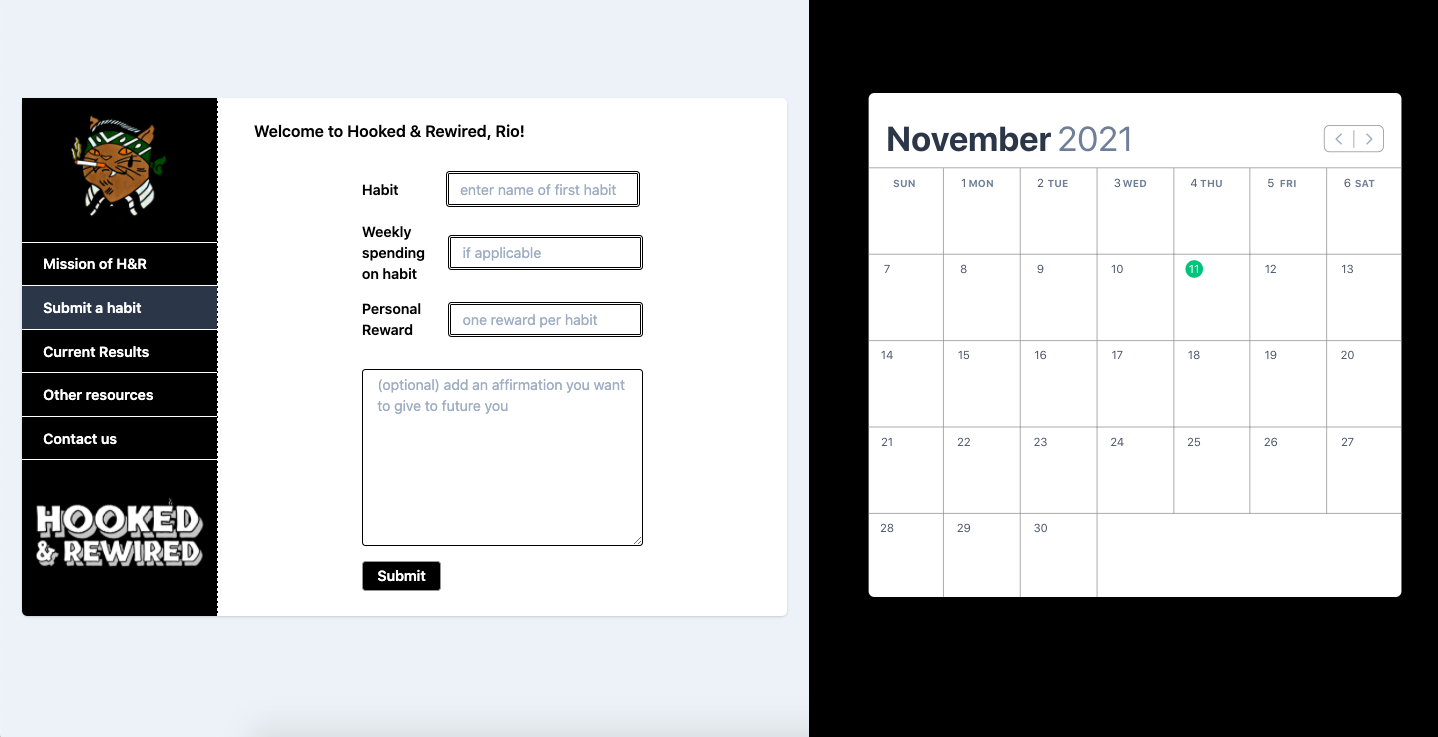 Welcome to Hooked & Rewired, Rio!
Mission of H&R
Submit a habit
Current Results
Other resources
Contact us
HOOKED
& REWIRED
Habit
enter name of first habit
Weekly
spending
on habit
if applicable
Personal
Reward
one reward per habit
(optional) add an affirmation you want
to give to future you
Submit
November 2021
SUN 1 MON 2 TUE 3 WED 4 THU 5 FRI 6 SAT
7 8 9 10 11 12 13
14 15 16 17 18 19 20
21 22 23 24 25 26 27
28 29 30